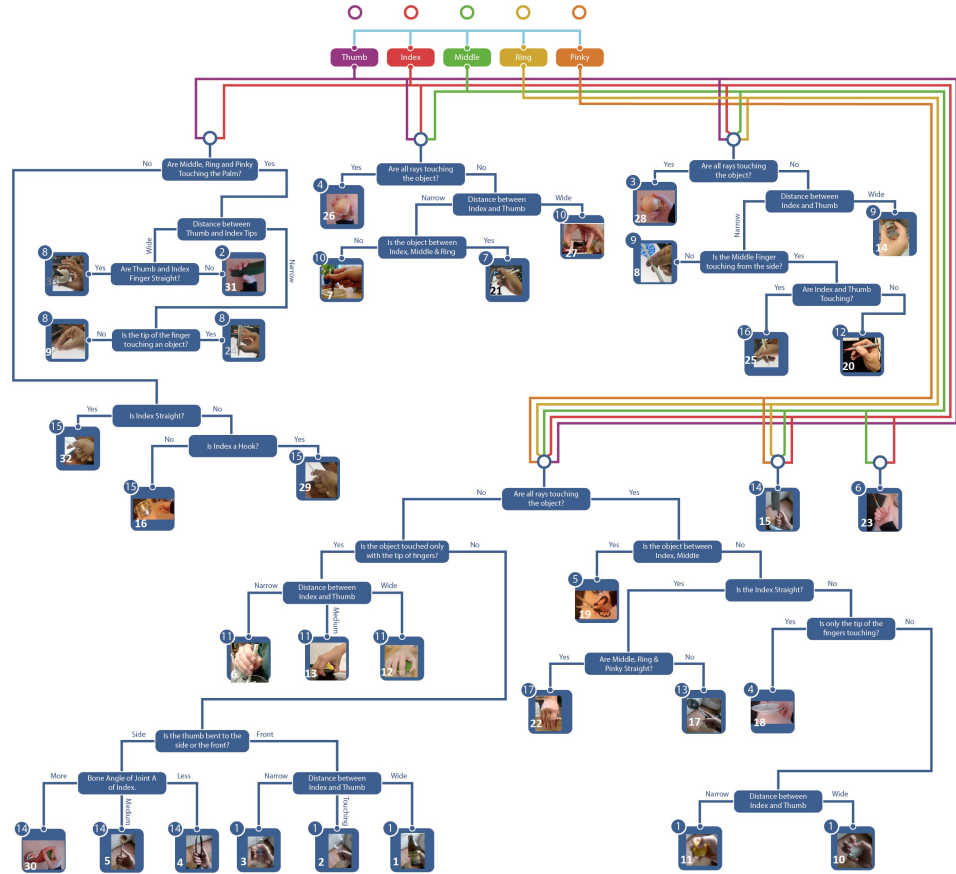 Thumb
Index
Middle
Ring
Pinky
No
Are Middle, Ring and Pinky
Touching the Palm?
Yes
Distance between
Thumb and Index Tips
Wide
Narrow
8
Yes
Are Thumb and Index
Finger Straight?
No
2
31
8
9
No
Is the tip of the finger
touching an object?
Yes
8
Yes
Is Index Straight?
No
15
32
No
Is Index a Hook?
Yes
15
16
15
29
Yes
Are all rays touching
the object?
No
4
26
Narrow
Distance between
Index and Thumb
Wide
10
27
No
Is the object between
Index, Middle & Ring
Yes
10
7
7
21
Yes
Are all rays touching
the object?
No
3
28
Narrow
Distance between
Index and Thumb
Wide
9
14
9
8
No
Is the Middle Finger
touching from the side?
Yes
Yes
Are Index and Thumb
Touching?
No
16
25
12
20
No
Are all rays touching
the object?
Yes
14
15
6
23
Yes
Is the object touched only
with the tip of fingers?
No
Narrow
Distance between
Index and Thumb
Medium
Wide
11
6
11
13
11
12
Yes
Is the object between
Index, Middle
No
5
19
Yes
Is the Index Straight?
No
Yes
Are Middle, Ring &
Pinky Straight?
No
17
22
13
17
Yes
Is only the tip of the
fingers touching?
No
4
18
Side
Is the thumb bent to the
side or the front?
Front
More
Bone Angle of Joint A
of Index.
Medium
Less
14
30
14
5
14
4
Narrow
Distance between
Index and Thumb
Touching
Wide
1
3
1
2
1
1
Narrow
Distance between
Index and Thumb
Wide
1
11
1
10